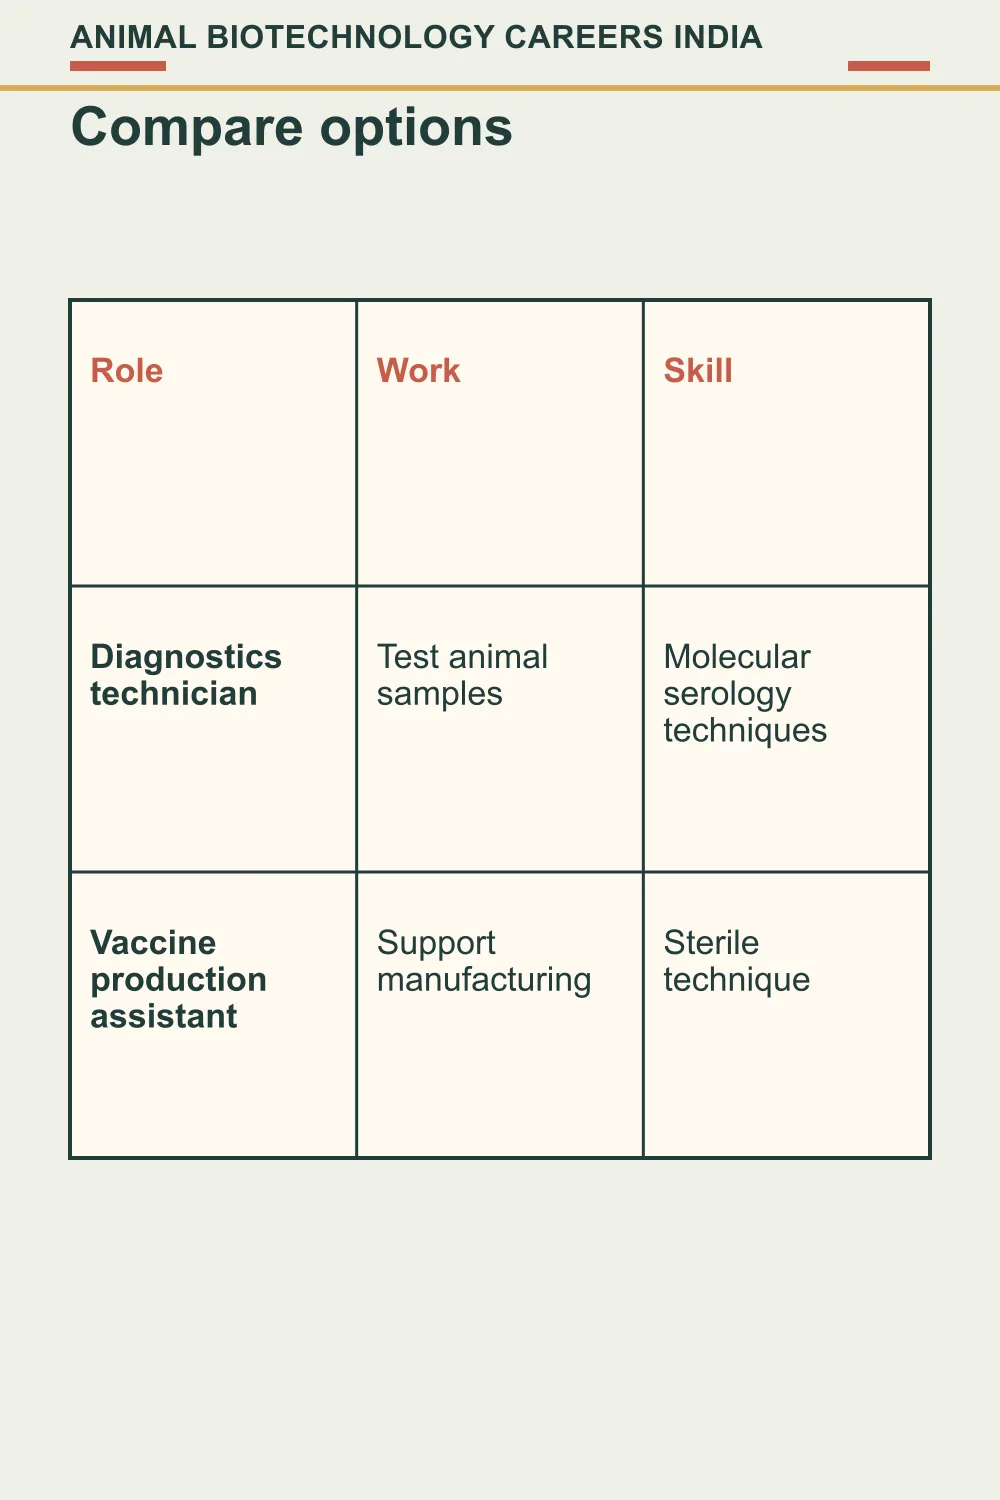 ANIMAL BIOTECHNOLOGY CAREERS INDIA
Compare options
Role
Work
Skill
Diagnostics
technician
Test animal
samples
Molecular
serology
techniques
Vaccine
production
assistant
Support
manufacturing
Sterile
technique